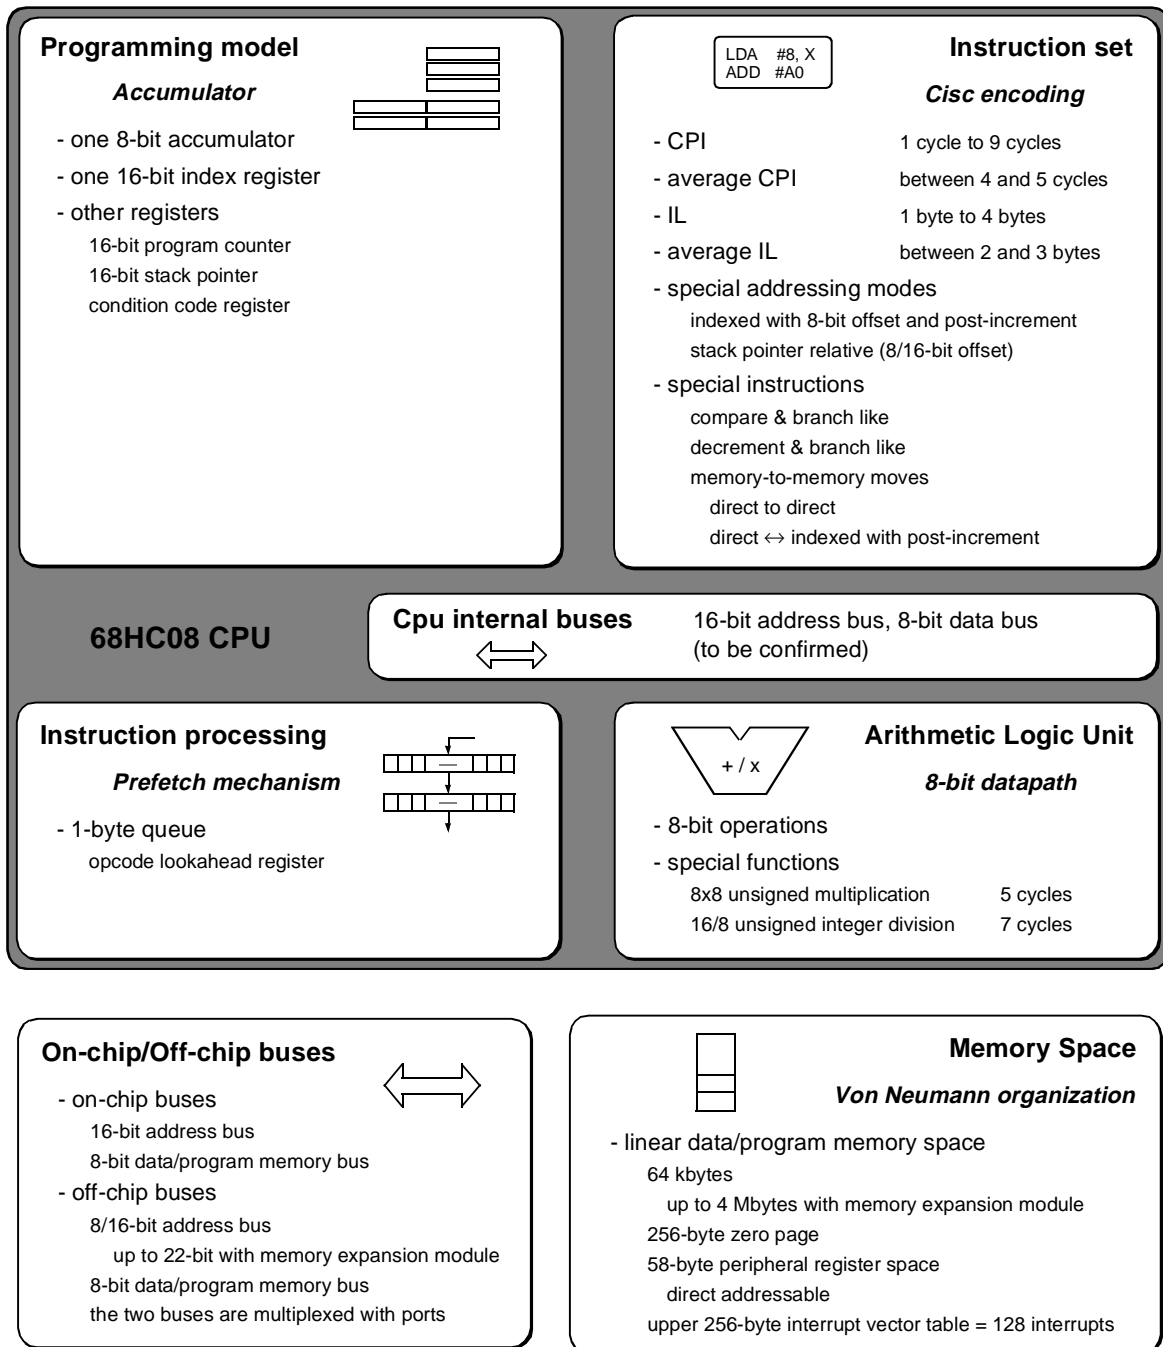 Programming model
Accumulator
- one 8-bit accumulator
- one 16-bit index register
- other registers
16-bit program counter
16-bit stack pointer
condition code register
LDA #8, X
ADD #A0
Instruction set
Cisc encoding
- CPI 1 cycle to 9 cycles
- average CPI between 4 and 5 cycles
- IL 1 byte to 4 bytes
- average IL between 2 and 3 bytes
- special addressing modes
indexed with 8-bit offset and post-increment
stack pointer relative (8/16-bit offset)
- special instructions
compare & branch like
decrement & branch like
memory-to-memory moves
direct to direct
direct ↔ indexed with post-increment
68HC08 CPU
Cpu internal buses
16-bit address bus, 8-bit data bus
(to be confirmed)
Instruction processing
Prefetch mechanism
- 1-byte queue
opcode lookahead register
+ / x
Arithmetic Logic Unit
8-bit datapath
- 8-bit operations
- special functions
8x8 unsigned multiplication 5 cycles
16/8 unsigned integer division 7 cycles
On-chip/Off-chip buses
- on-chip buses
16-bit address bus
8-bit data/program memory bus
- off-chip buses
8/16-bit address bus
up to 22-bit with memory expansion module
8-bit data/program memory bus
the two buses are multiplexed with ports
Memory Space
Von Neumann organization
- linear data/program memory space
64 kbytes
up to 4 Mbytes with memory expansion module
256-byte zero page
58-byte peripheral register space
direct addressable
upper 256-byte interrupt vector table = 128 interrupts